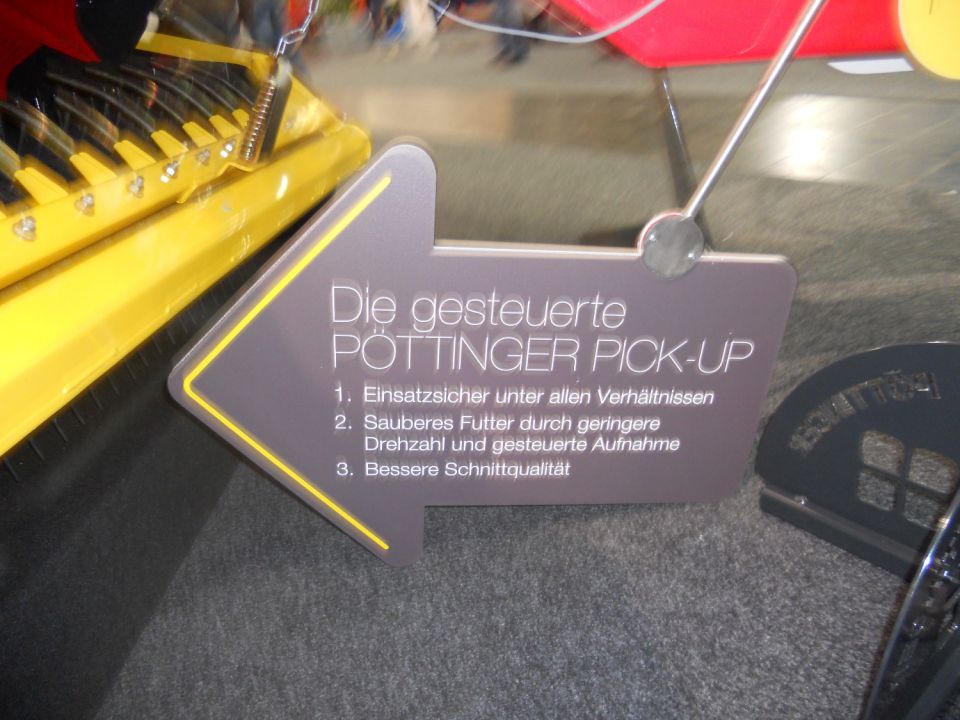 Die gesteuerte
PÖTTINGER PICK-UP
1. Einsatzsicher unter allen Verhältnissen
2. Sauberes Futter durch geringere
Drehzahl und gesteuerte Aufnahme
3. Bessere Schnittqualität
PÖTTINGER